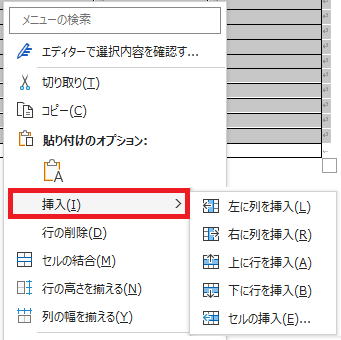 メニューの検索
エディターで選択内容を確認す...
切り取り(T)
コピー(C)
貼り付けのオプション:
挿入(I)
行の削除(D)
セルの結合(M)
行の高さを揃える(N)
列の幅を揃える(Y)
左に列を挿入(L)
右に列を挿入(R)
上に行を挿入(A)
下に行を挿入(B)
セルの挿入(E)...